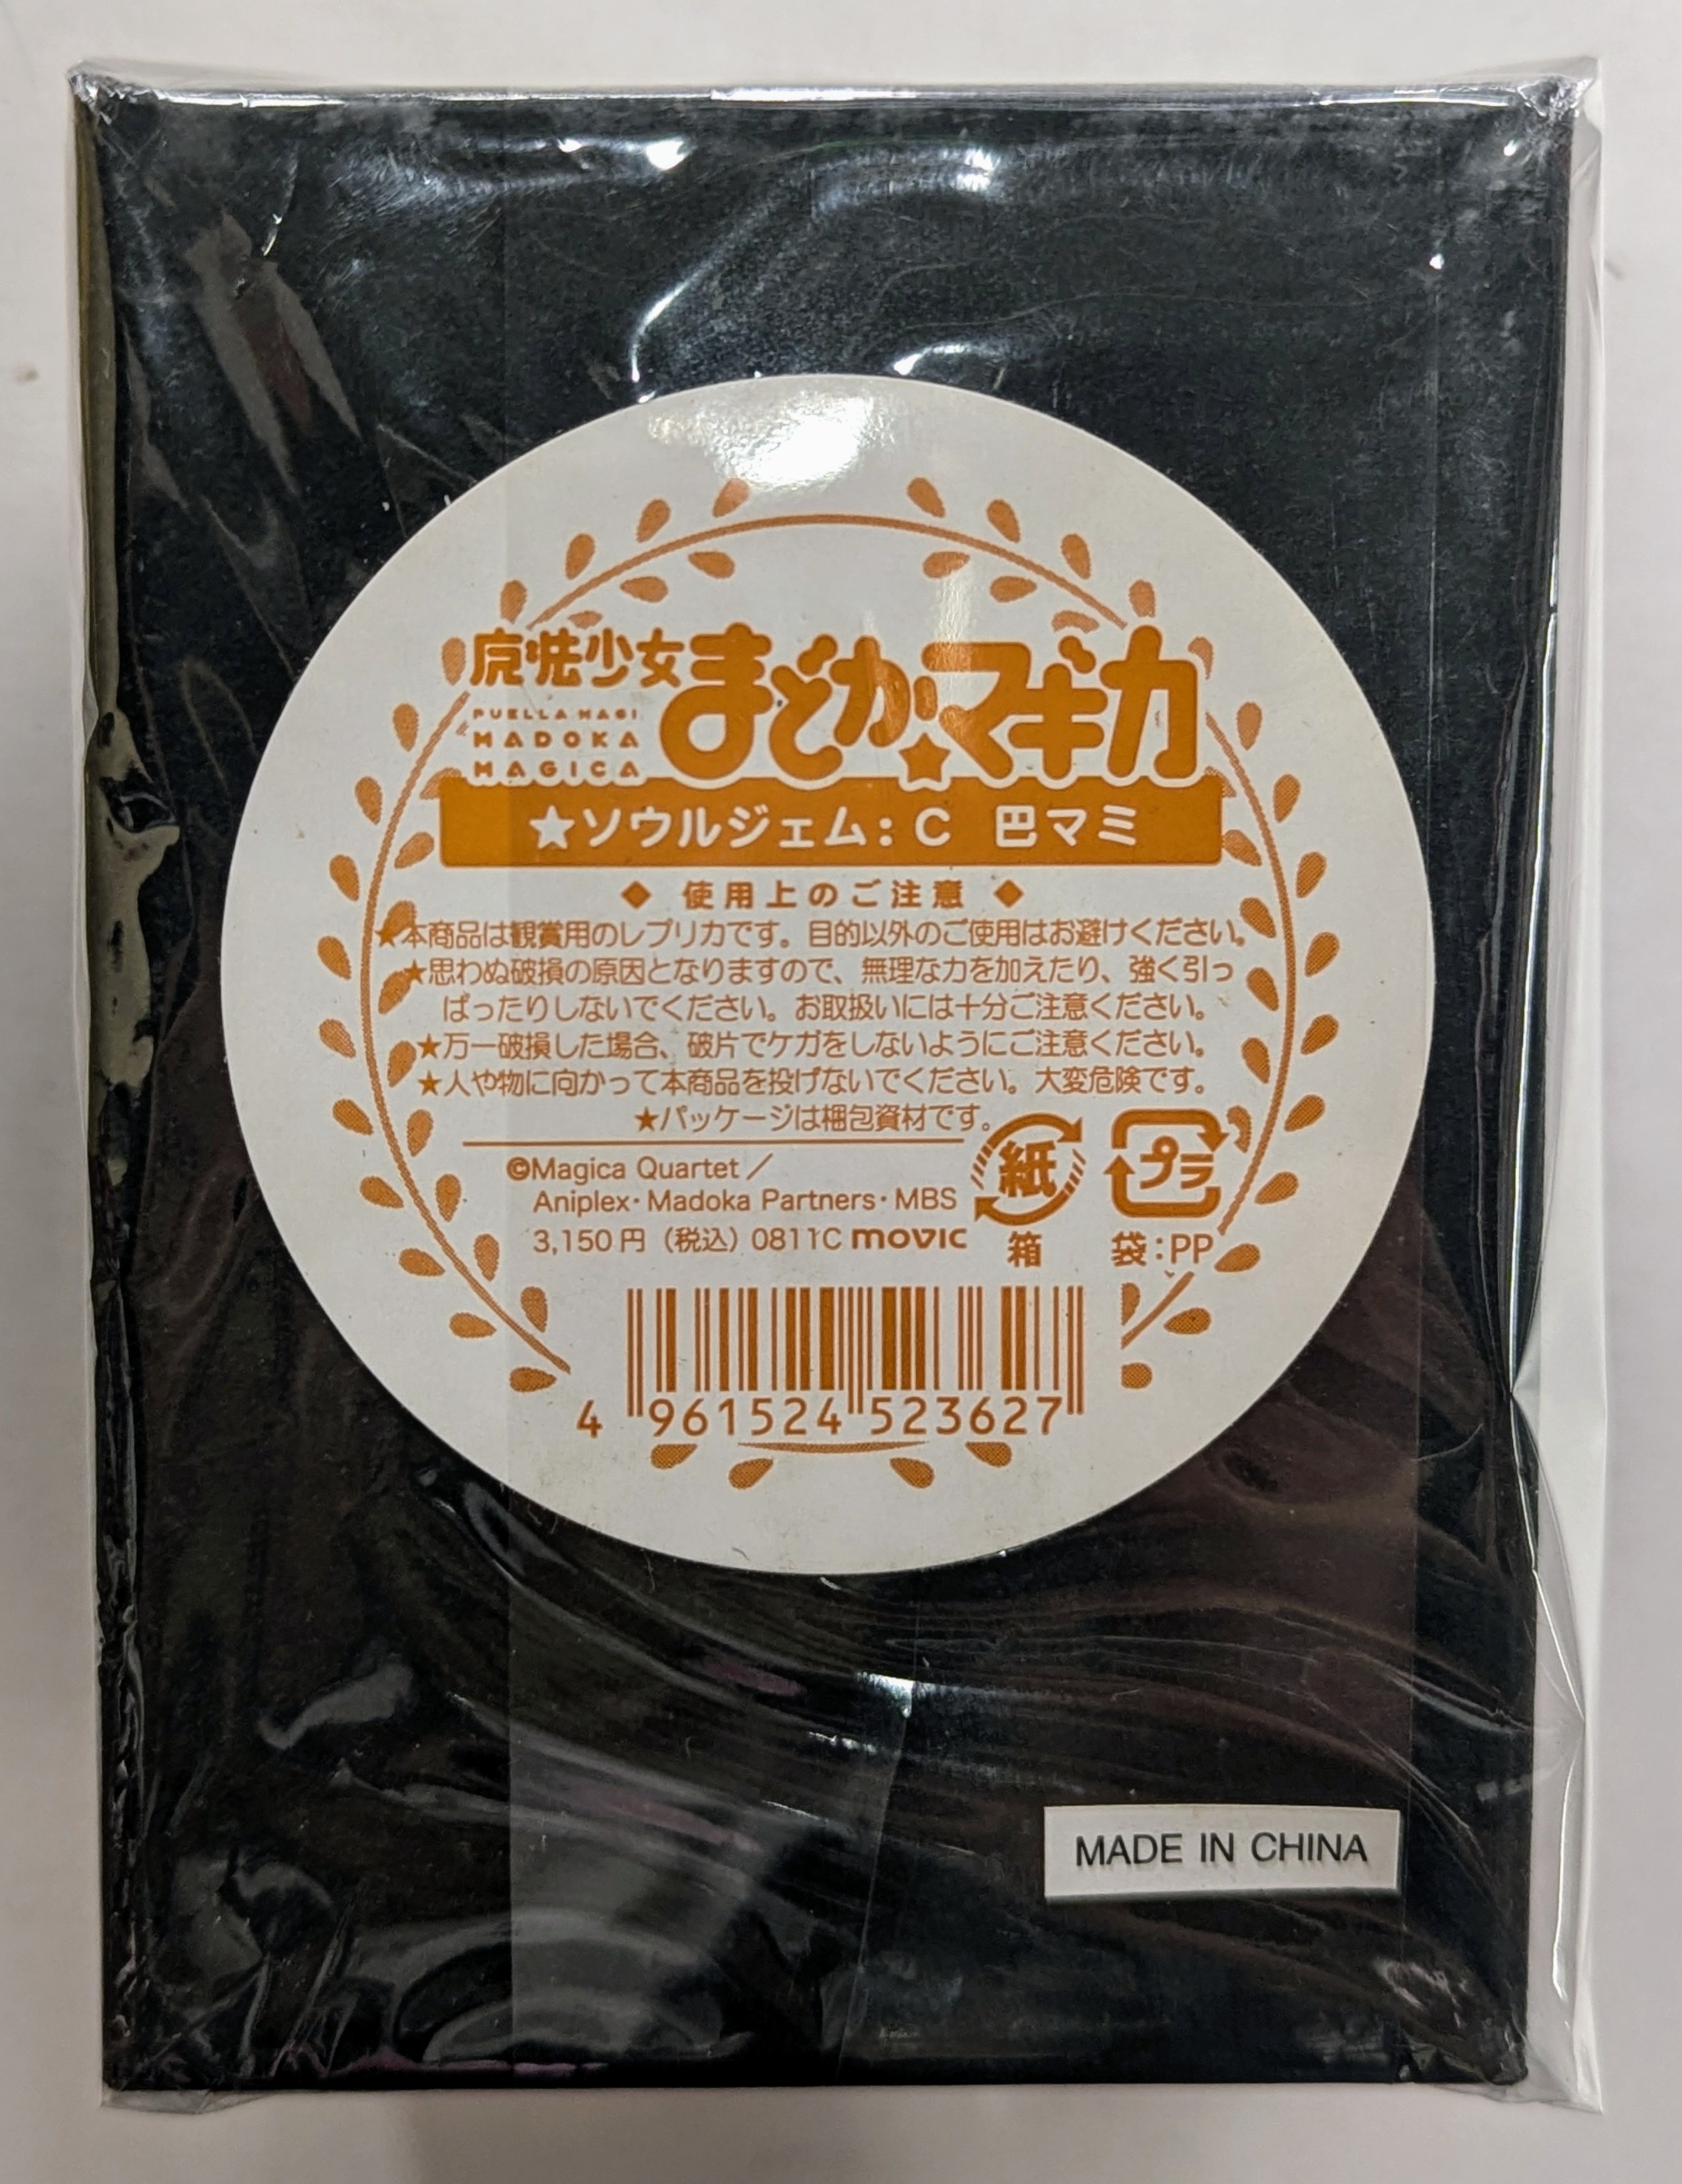 魔法少女
まどか★マギカ
PUELLA MAGI
MADOKA
MAGICA
★ソウルジェム：C 巴マミ
◆ 使用上のご注意 ◆
★本商品は観賞用のレプリカです。目的以外のご使用はお避けください。
★思わぬ破損の原因となりますので、無理な力を加えたり、強く引っ
ぱったりしないでください。お取扱いには十分ご注意ください。
★万一破損した場合、破片でケガをしないようにご注意ください。
★人や物に向かって本商品を投げないでください。大変危険です。
★パッケージは梱包資材です。
©Magica Quartet／
Aniplex・Madoka Partners・MBS
3,150円（税込）0811C movic
紙
箱
プラ
袋：PP
4 961524 523627
MADE IN CHINA